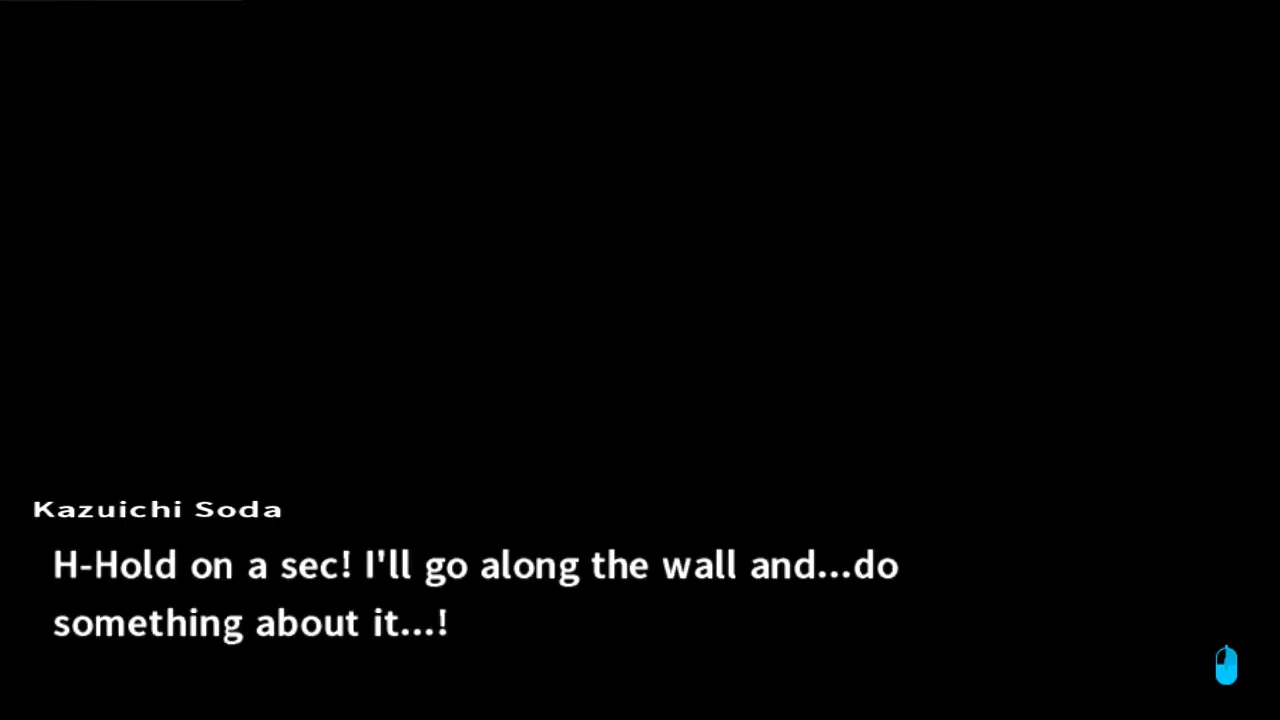 Kazuichi Soda
H-Hold on a sec! I'll go along the wall and...do
something about it...!